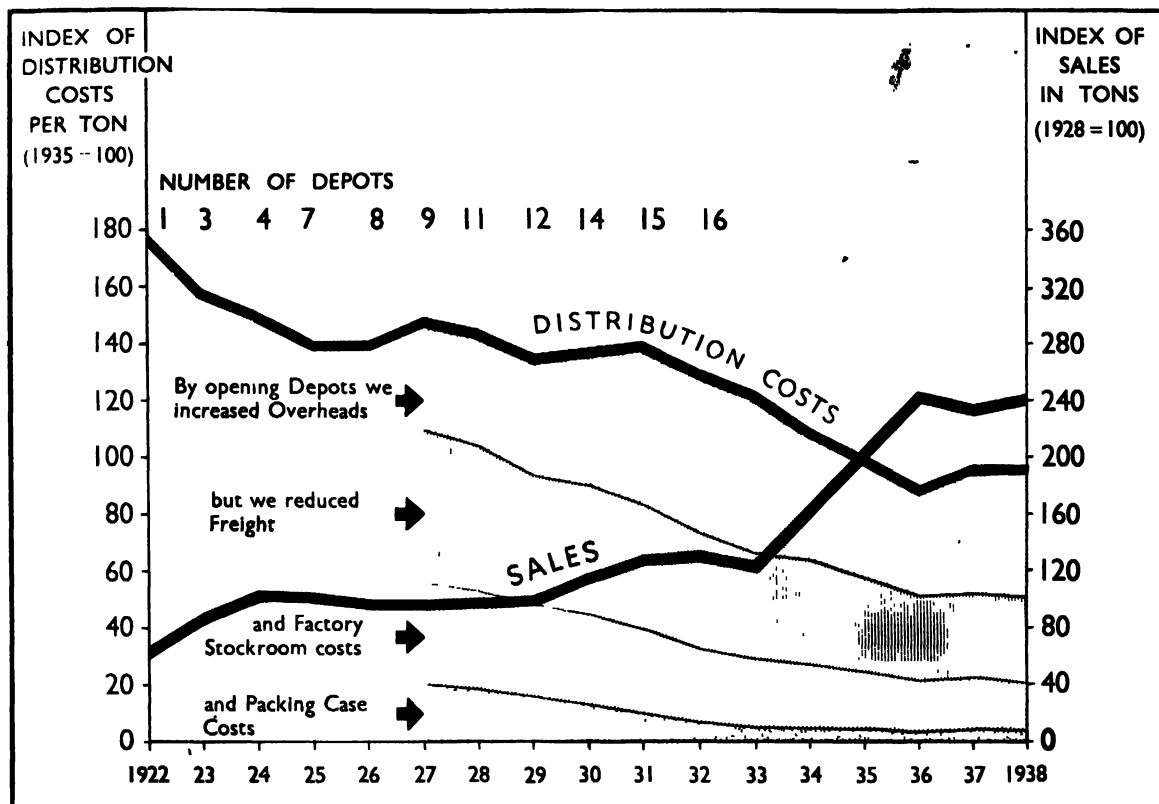 INDEX OF
DISTRIBUTION
COSTS
PER TON
(1935 -- 100)
INDEX OF
SALES
IN TONS
(1928 = 100)
NUMBER OF DEPOTS
1 3 4 7 8 9 11 12 14 15 16
180
160
140
120
100
80
60
40
20
0
360
320
280
240
200
160
120
80
40
0
DISTRIBUTION COSTS
By opening Depots we
increased Overheads
but we reduced
Freight
SALES
and Factory
Stockroom costs
and Packing Case
Costs
1922 23 24 25 26 27 28 29 30 31 32 33 34 35 36 37 1938